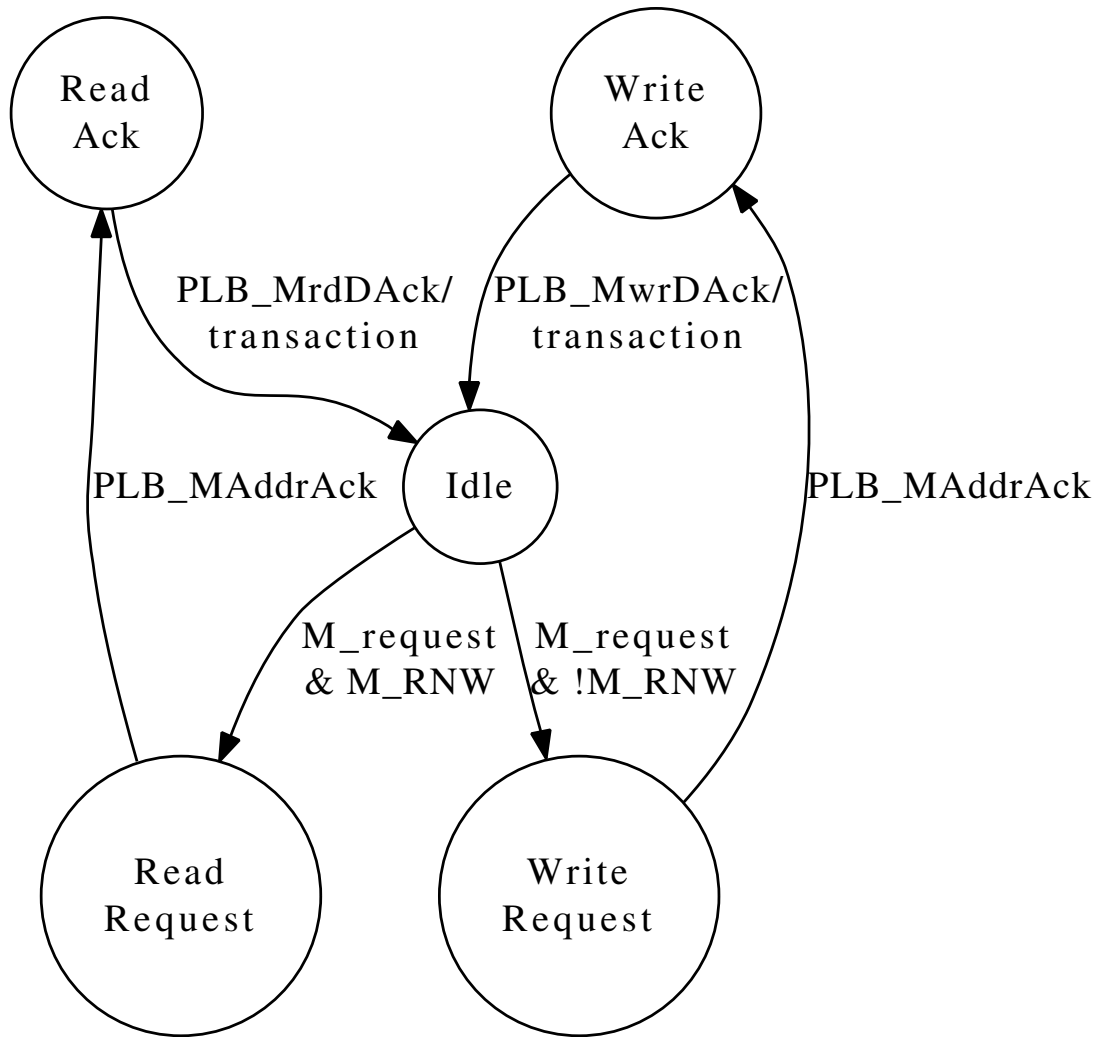 Read
Ack
Write
Ack
PLB_MrdDAck/
transaction
PLB_MwrDAck/
transaction
PLB_MAddrAck
Idle
PLB_MAddrAck
M_request
& M_RNW
M_request
& !M_RNW
Read
Request
Write
Request